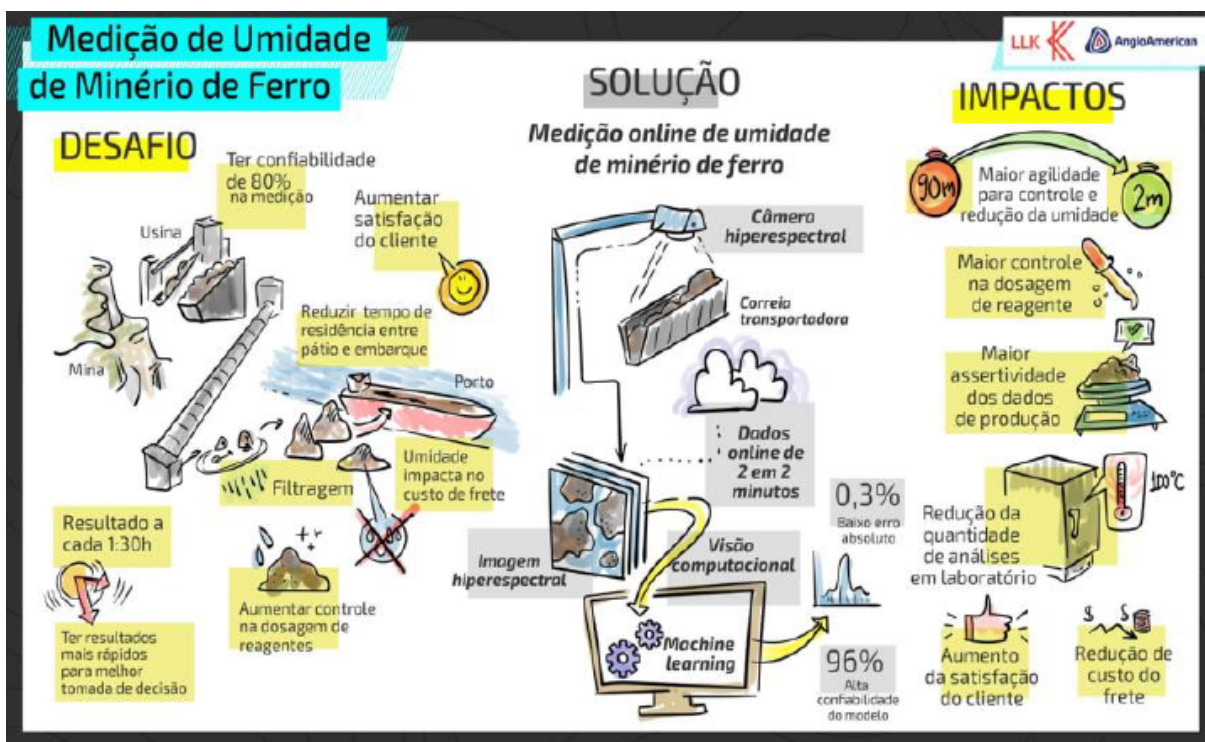 Medição de Umidade
de Minério de Ferro
LLK
AngloAmerican
DESAFIO
Ter confiabilidade
de 80%
na medição
Aumentar
satisfação
do cliente
Usina
Mina
Reduzir tempo de
residência entre
pátio e embarque
Porto
Filtragem
Umidade
impacta no
custo de frete
Resultado a
cada 1:30h
Ter resultados
mais rápidos
para melhor
tomada de decisão
Aumentar controle
na dosagem de
reagentes
SOLUÇÃO
Medição online de umidade
de minério de ferro
Câmera
hiperespectral
Correia
transportadora
Dados
online de
2 em 2
minutos
Imagem
hiperespectral
Visão
computacional
Machine
learning
0,3%
Baixo erro
absoluto
96%
Alta
confiabilidade
do modelo
IMPACTOS
90m
Maior agilidade
para controle e
redução da umidade
2m
Maior controle
na dosagem
de reagente
Maior
assertividade
dos dados
de produção
100°C
Redução da
quantidade
de análises
em laboratório
Aumento
da satisfação
do cliente
$ $
Redução de
custo do
frete